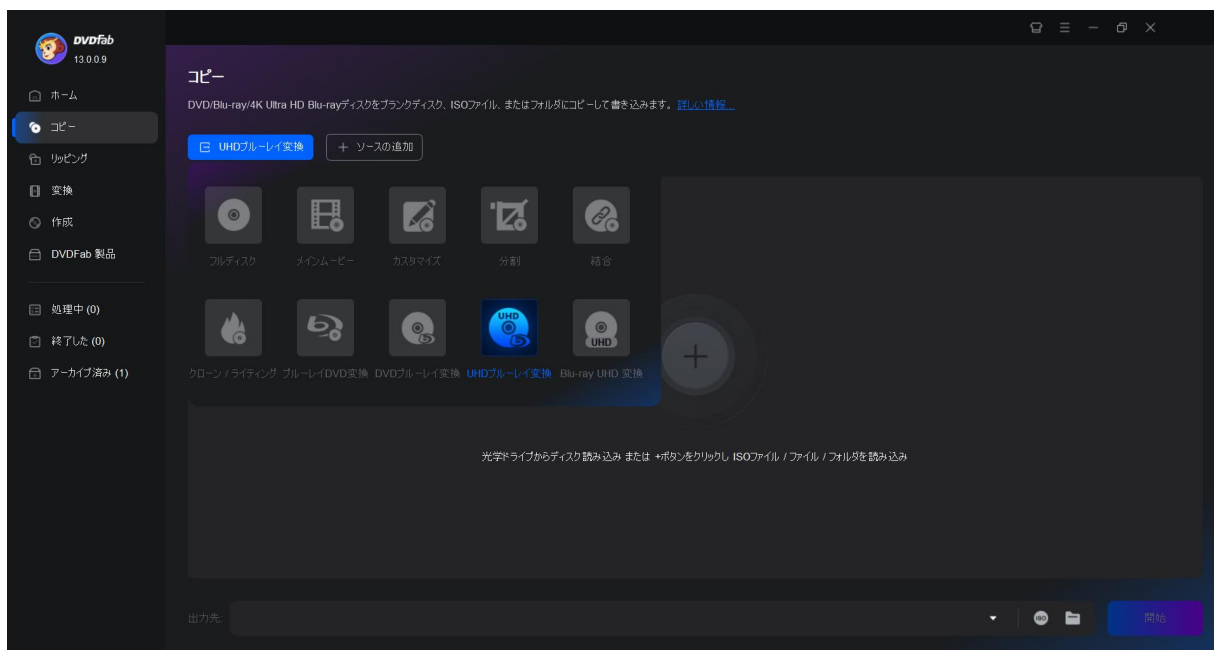 DVDFab
13.0.0.9
ホーム
コピー
リッピング
変換
作成
DVDFab 製品
処理中 (0)
終了した (0)
アーカイブ済み (1)
コピー
DVD/Blu-ray/4K Ultra HD Blu-rayディスクをブランクディスク、ISOファイル、またはフォルダにコピーして書き込みます。詳しい情報...
UHDブルーレイ変換
ソースの追加
フルディスク
メインムービー
カスタマイズ
分割
結合
UHD
UHD
クローン / ライティング
ブルーレイDVD変換
DVDブルーレイ変換
UHDブルーレイ変換
Blu-ray UHD 変換
光学ドライブからディスク読み込み または +ボタンをクリックし ISOファイル / ファイル / フォルダを読み込み
出力先:
ISO
開始